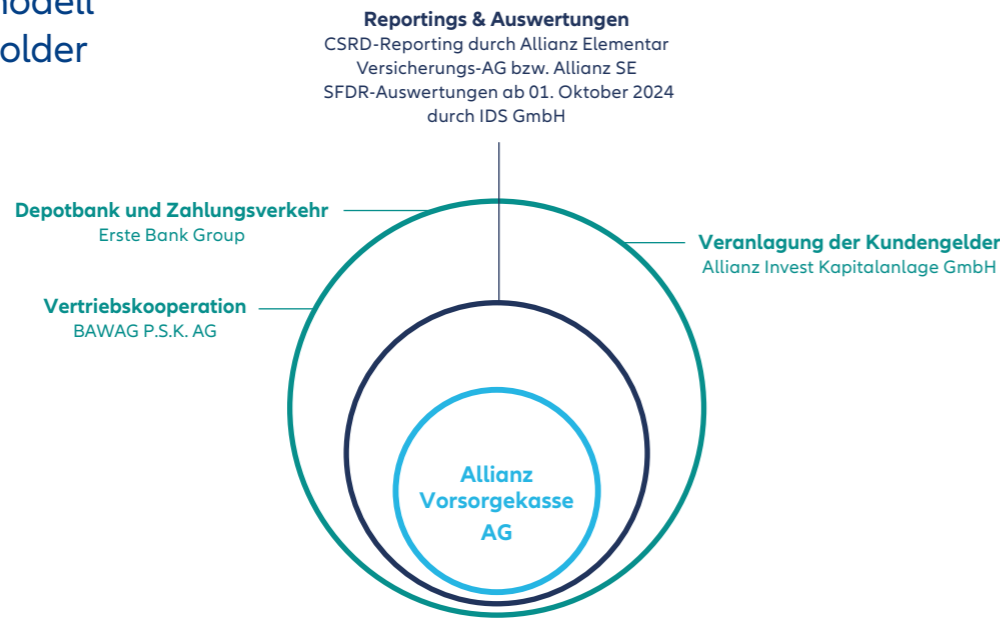 Reportings & Auswertungen
CSRD-Reporting durch Allianz Elementar
Versicherungs-AG bzw. Allianz SE
SFDR-Auswertungen ab 01. Oktober 2024
durch IDS GmbH
Depotbank und Zahlungsverkehr
Erste Bank Group
Veranlagung der Kundengelder
Allianz Invest Kapitalanlage GmbH
Vertriebskooperation
BAWAG P.S.K. AG
Allianz
Vorsorgekasse
AG